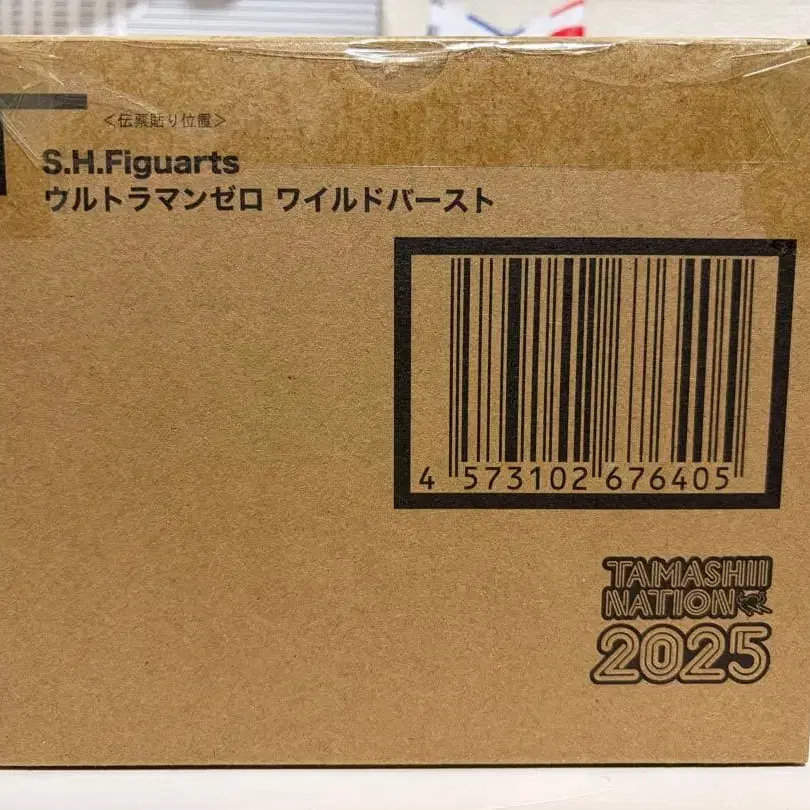 <伝票貼り位置>
S.H.Figuarts
ウルトラマンゼロ ワイルドバースト
4 573102 676405
TAMASHII
NATION
2025